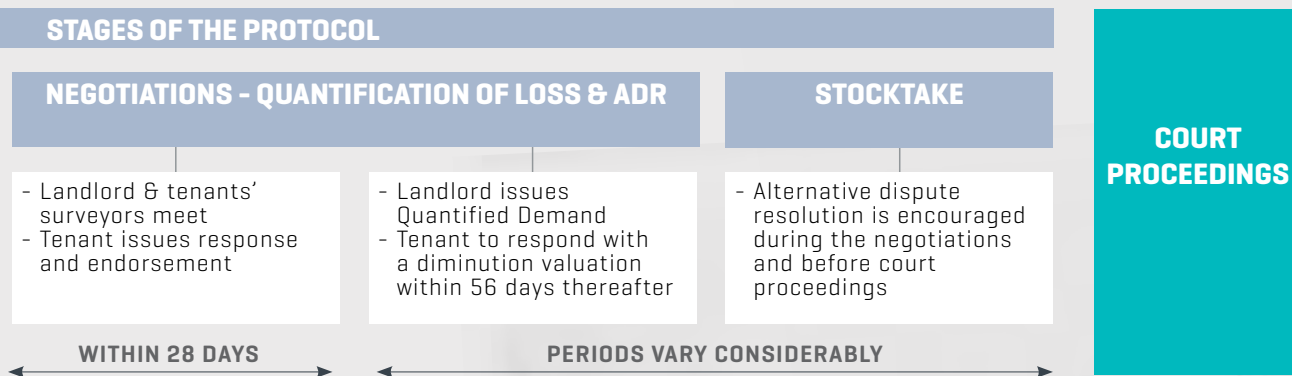 STAGES OF THE PROTOCOL
NEGOTIATIONS - QUANTIFICATION OF LOSS & ADR
- Landlord & tenants'
surveyors meet
- Tenant issues response
and endorsement
- Landlord issues
Quantified Demand
- Tenant to respond with
a diminution valuation
within 56 days thereafter
STOCKTAKE
- Alternative dispute
resolution is encouraged
during the negotiations
and before court
proceedings
WITHIN 28 DAYS
PERIODS VARY CONSIDERABLY
COURT
PROCEEDINGS